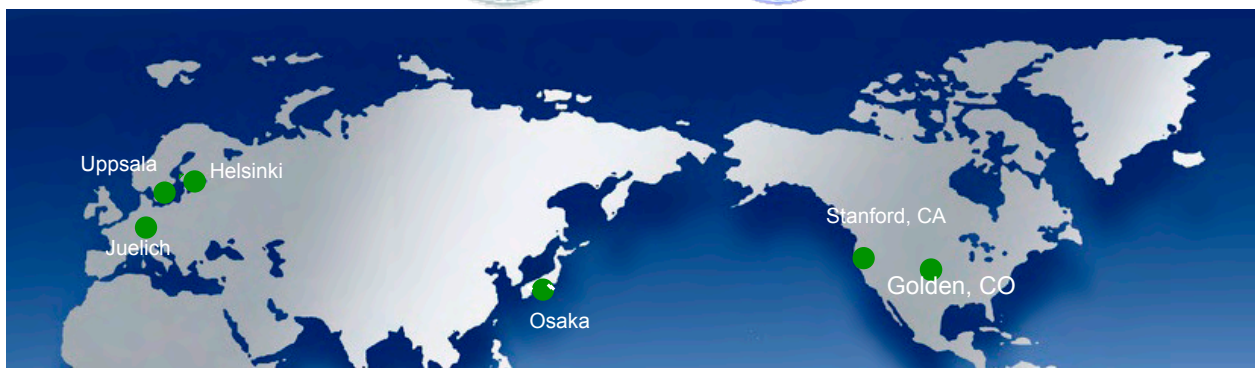 Uppsala
Helsinki
Juelich
Osaka
Stanford, CA
Golden, CO